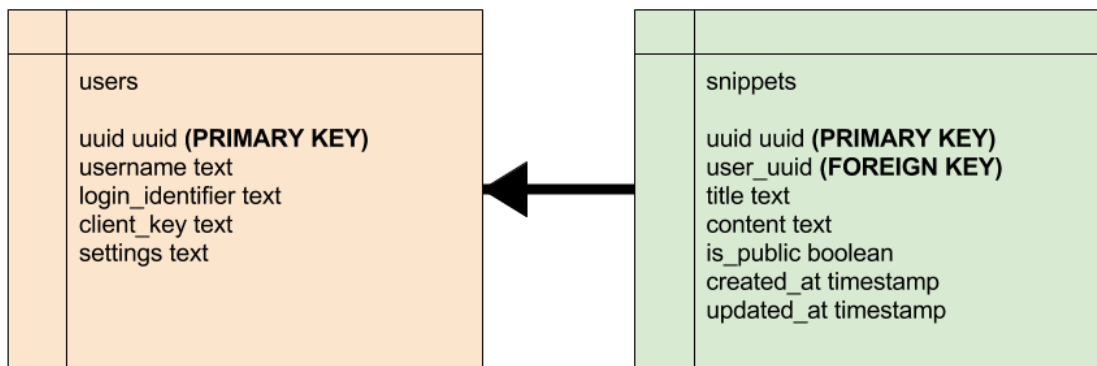 users
uuid uuid (PRIMARY KEY)
username text
login_identifier text
client_key text
settings text
snippets
uuid uuid (PRIMARY KEY)
user_uuid (FOREIGN KEY)
title text
content text
is_public boolean
created_at timestamp
updated_at timestamp